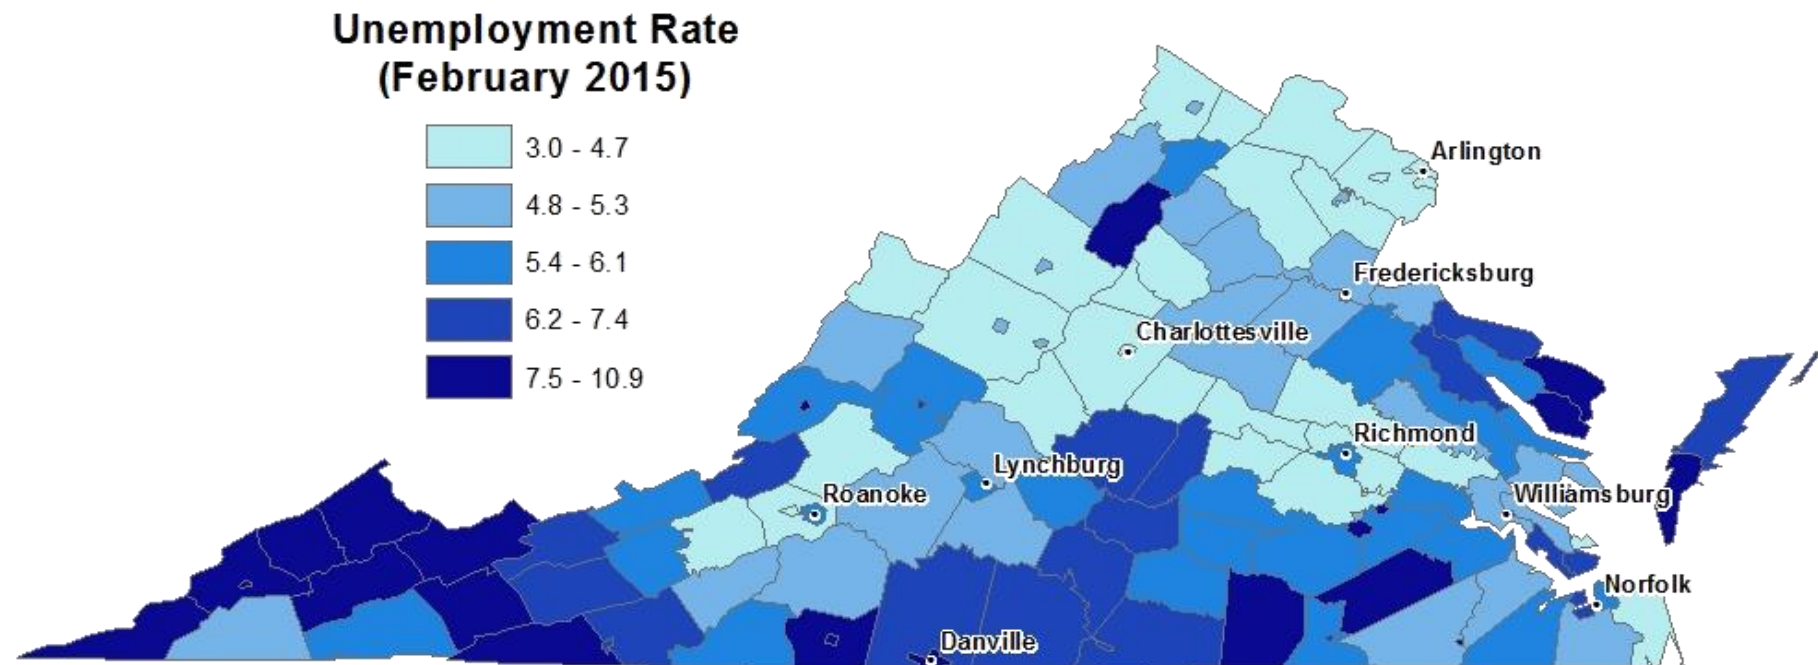 Unemployment Rate
(February 2015)
3.0 - 4.7
4.8 - 5.3
5.4 - 6.1
6.2 - 7.4
7.5 - 10.9
Arlington
Fredericksburg
Charlottesville
Richmond
Lynchburg
Roanoke
Williamsburg
Norfolk
Danville